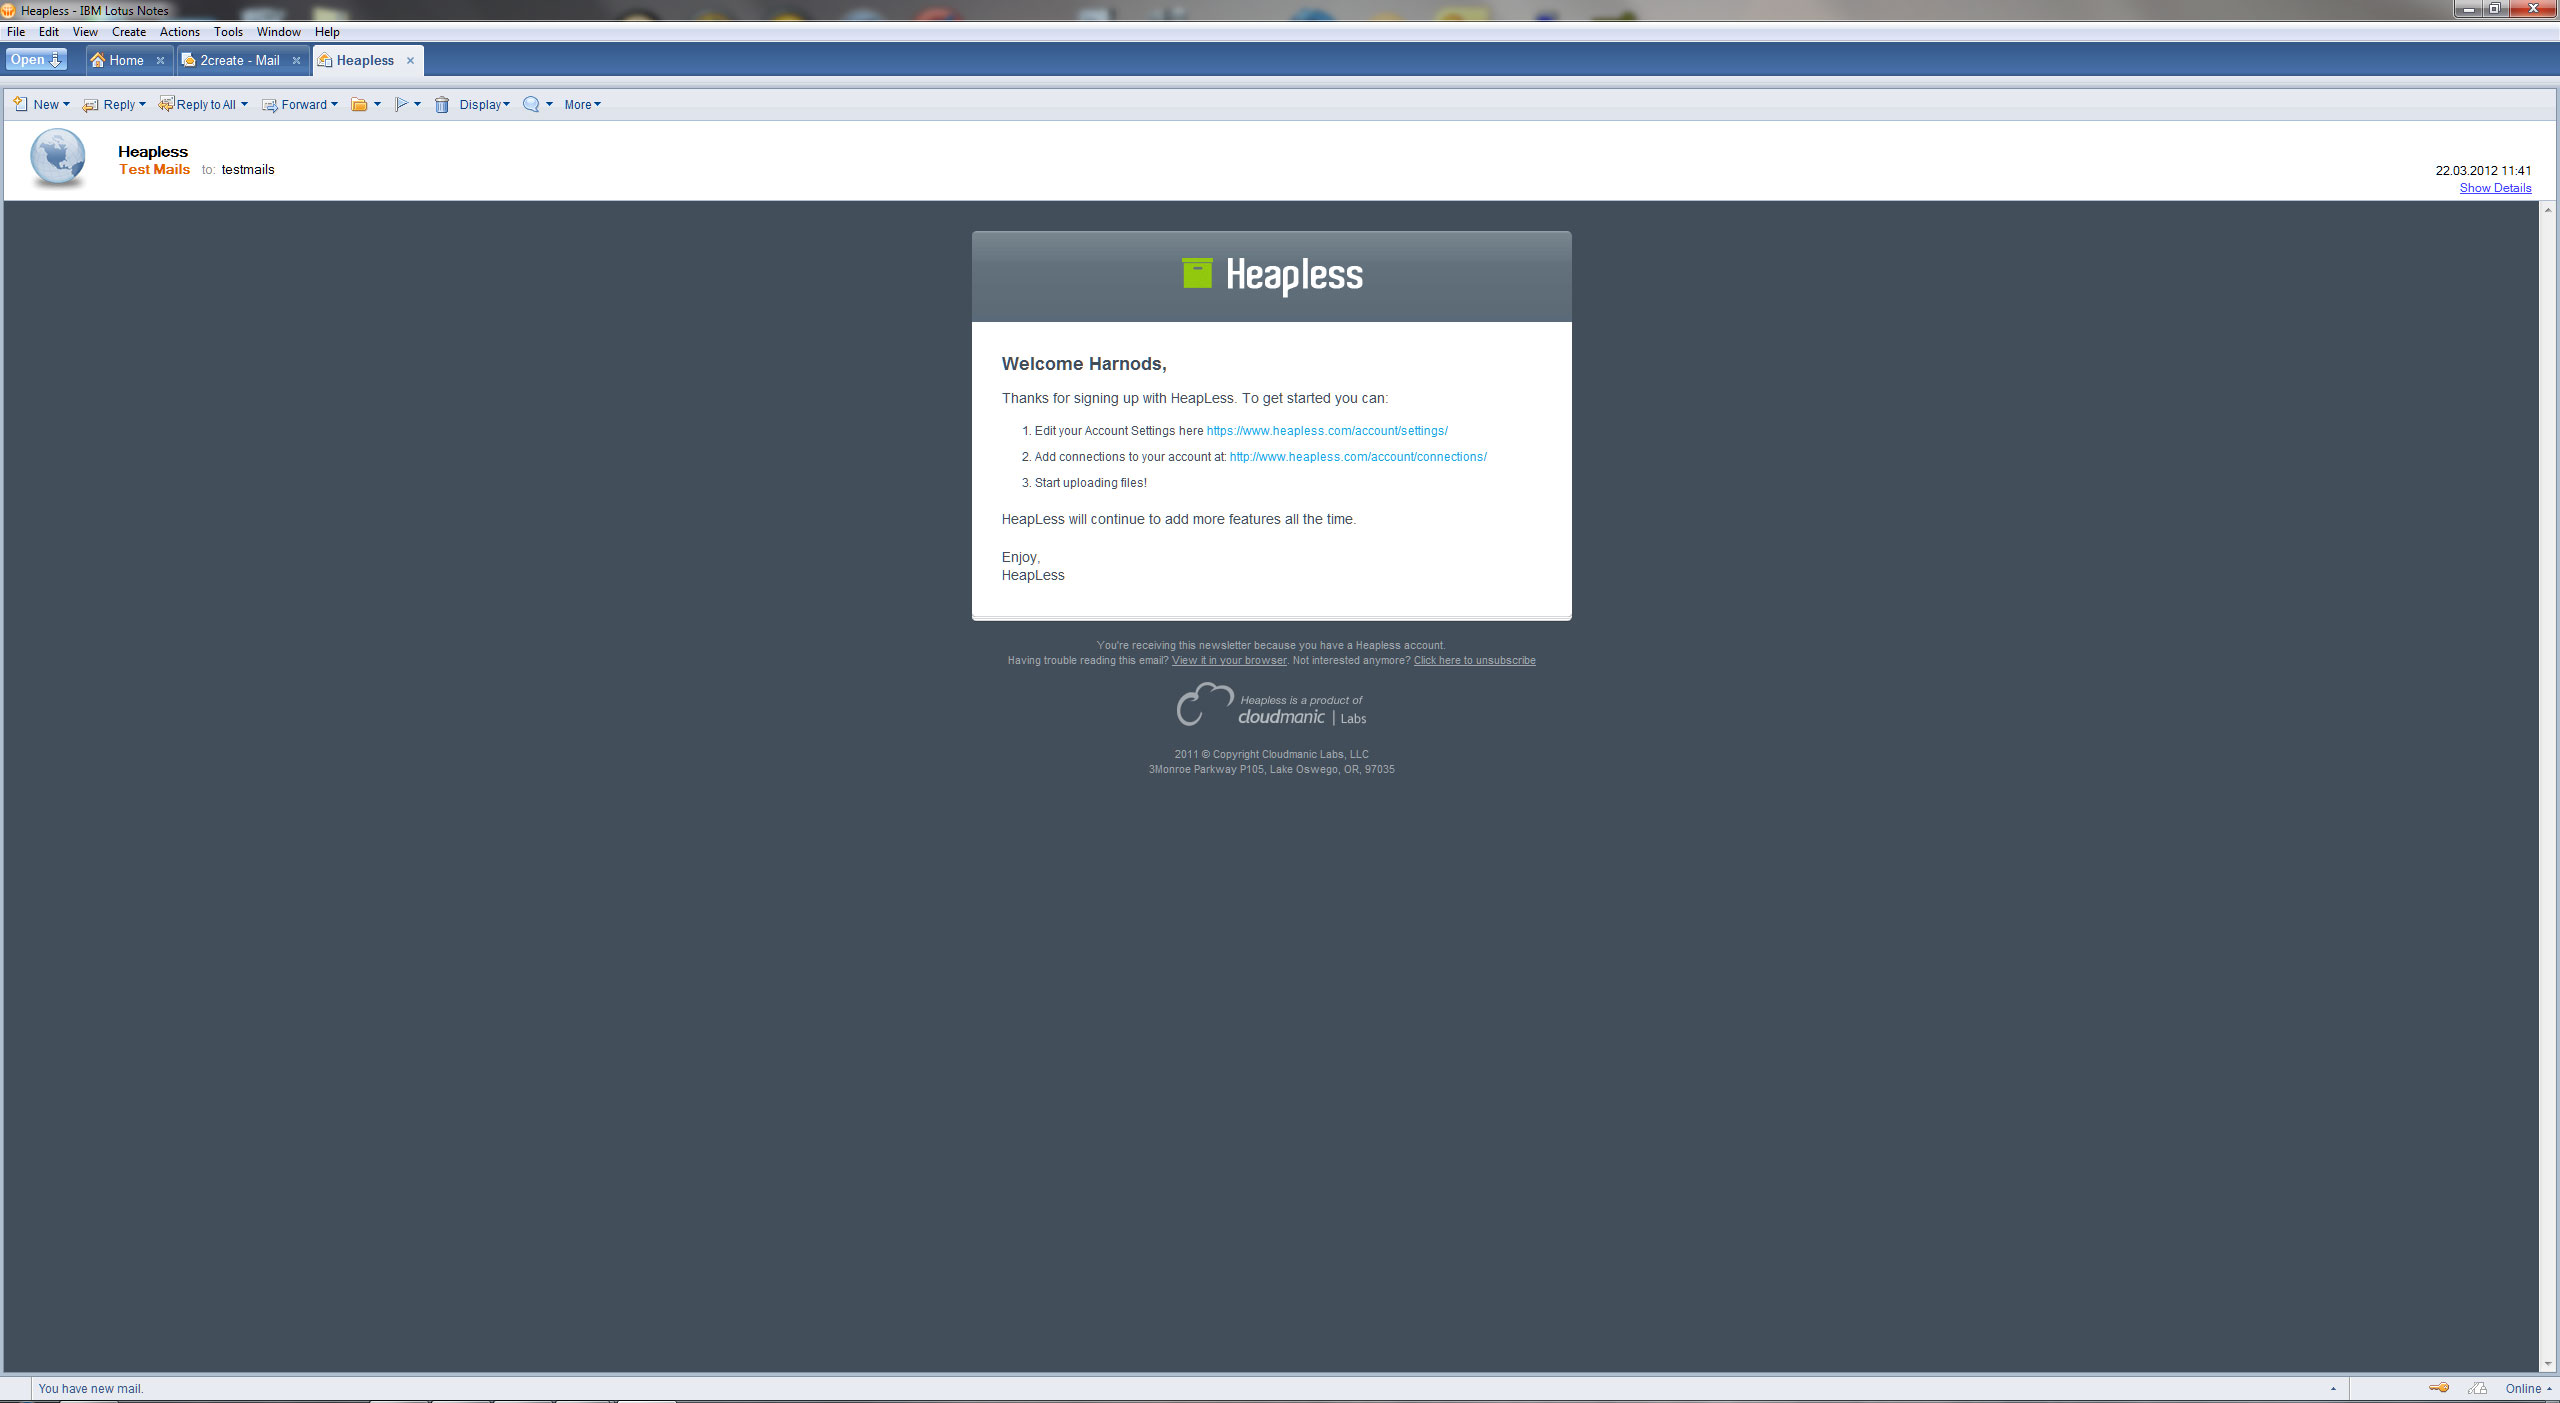 Heapless - IBM Lotus Notes
File Edit View Create Actions Tools Window Help
Open Home 2create - Mail Heapless
New Reply Reply to All Forward Display More
Heapless
Test Mails to: testmails
22.03.2012 11:41
Show Details
Heapless
Welcome Harnods,
Thanks for signing up with HeapLess. To get started you can:
1. Edit your Account Settings here https://www.heapless.com/account/settings/
2. Add connections to your account at: http://www.heapless.com/account/connections/
3. Start uploading files!
HeapLess will continue to add more features all the time.
Enjoy,
HeapLess
You're receiving this newsletter because you have a Heapless account.
Having trouble reading this email? View it in your browser. Not interested anymore? Click here to unsubscribe
Heapless is a product of
cloudmanic | Labs
2011 © Copyright Cloudmanic Labs, LLC
3Monroe Parkway P105, Lake Oswego, OR, 97035
You have new mail.
Online